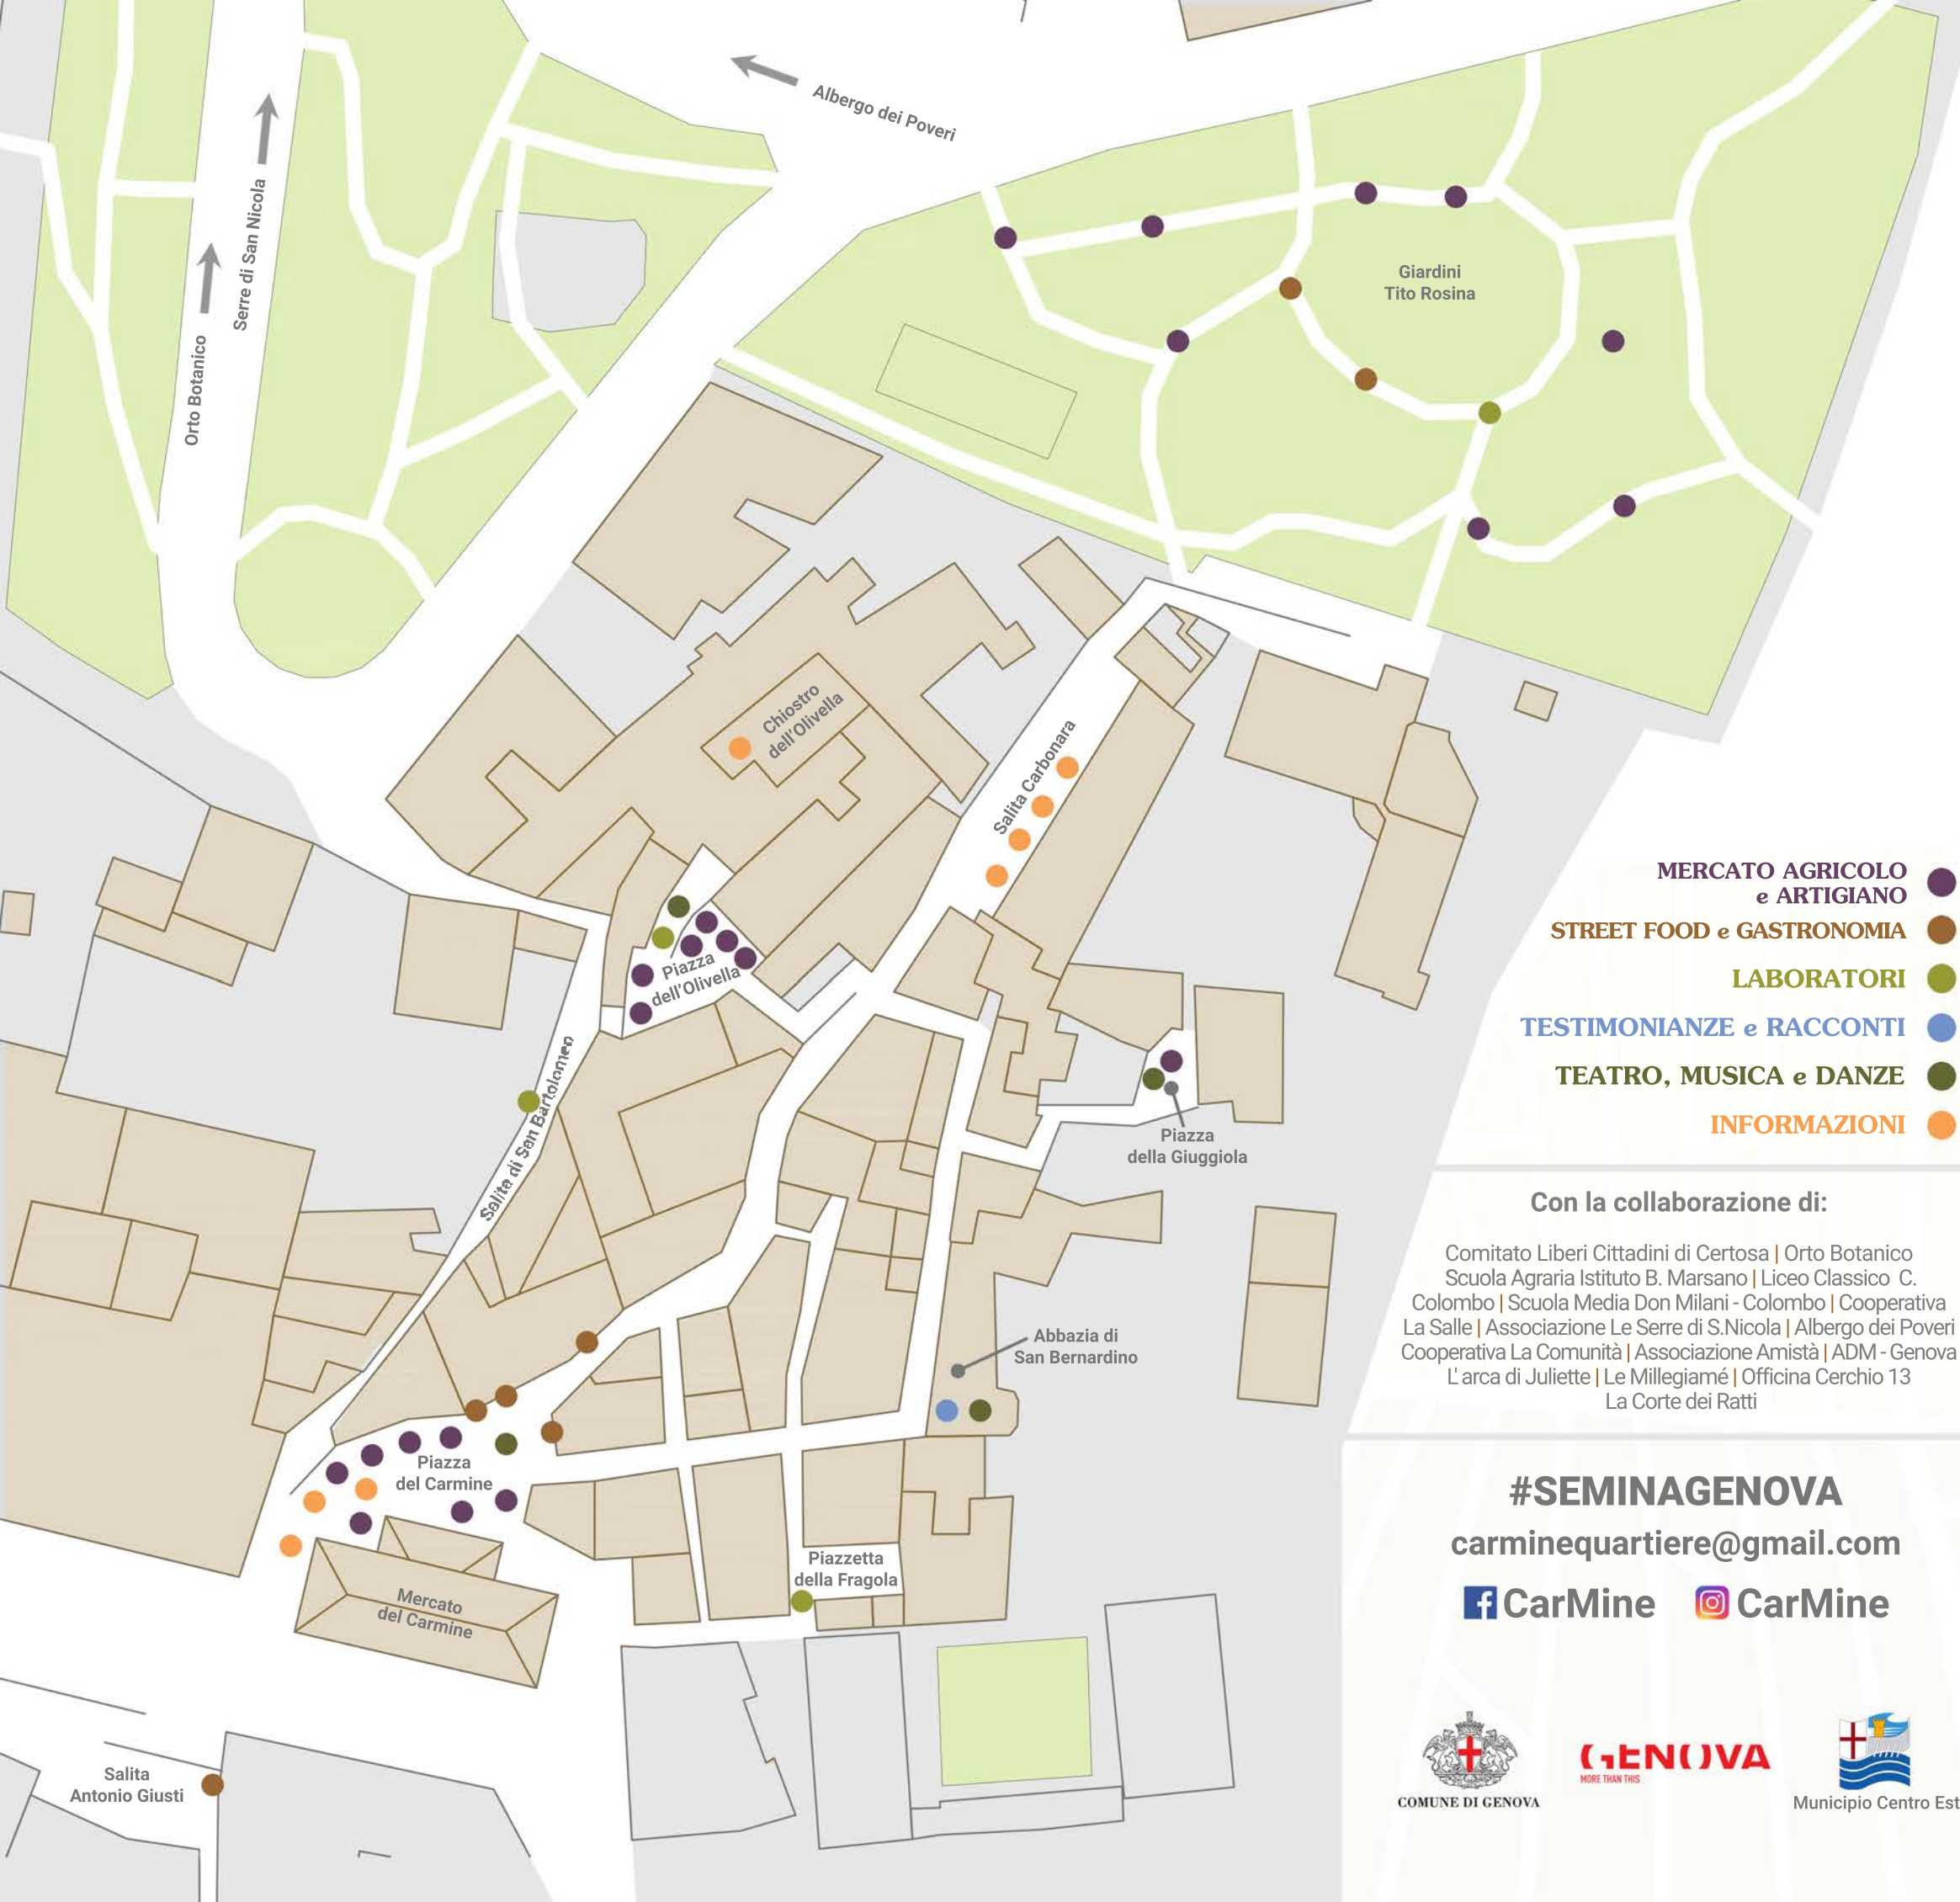 Albergo dei Poveri
Serre di San Nicola
Orto Botanico
Giardini
Tito Rosina
Chiostro
dell'Olivella
Salita Carbonara
Piazza
dell'Olivella
Salita di San Bartolomeo
Piazza
della Giuggiola
Abbazia di
San Bernardino
Piazza
del Carmine
Piazzetta
della Fragola
Mercato
del Carmine
Salita
Antonio Giusti
MERCATO AGRICOLO
e ARTIGIANO
STREET FOOD e GASTRONOMIA
LABORATORI
TESTIMONIANZE e RACCONTI
TEATRO, MUSICA e DANZE
INFORMAZIONI
Con la collaborazione di:
Comitato Liberi Cittadini di Certosa | Orto Botanico
Scuola Agraria Istituto B. Marsano | Liceo Classico C.
Colombo | Scuola Media Don Milani - Colombo | Cooperativa
La Salle | Associazione Le Serre di S.Nicola | Albergo dei Poveri
Cooperativa La Comunità | Associazione Amistà | ADM - Genova
L'arca di Juliette | Le Millegiamé | Officina Cerchio 13
La Corte dei Ratti
#SEMINAGENOVA
carminequartiere@gmail.com
CarMine CarMine
COMUNE DI GENOVA
GENOVA
MORE THAN THIS
Municipio Centro Est